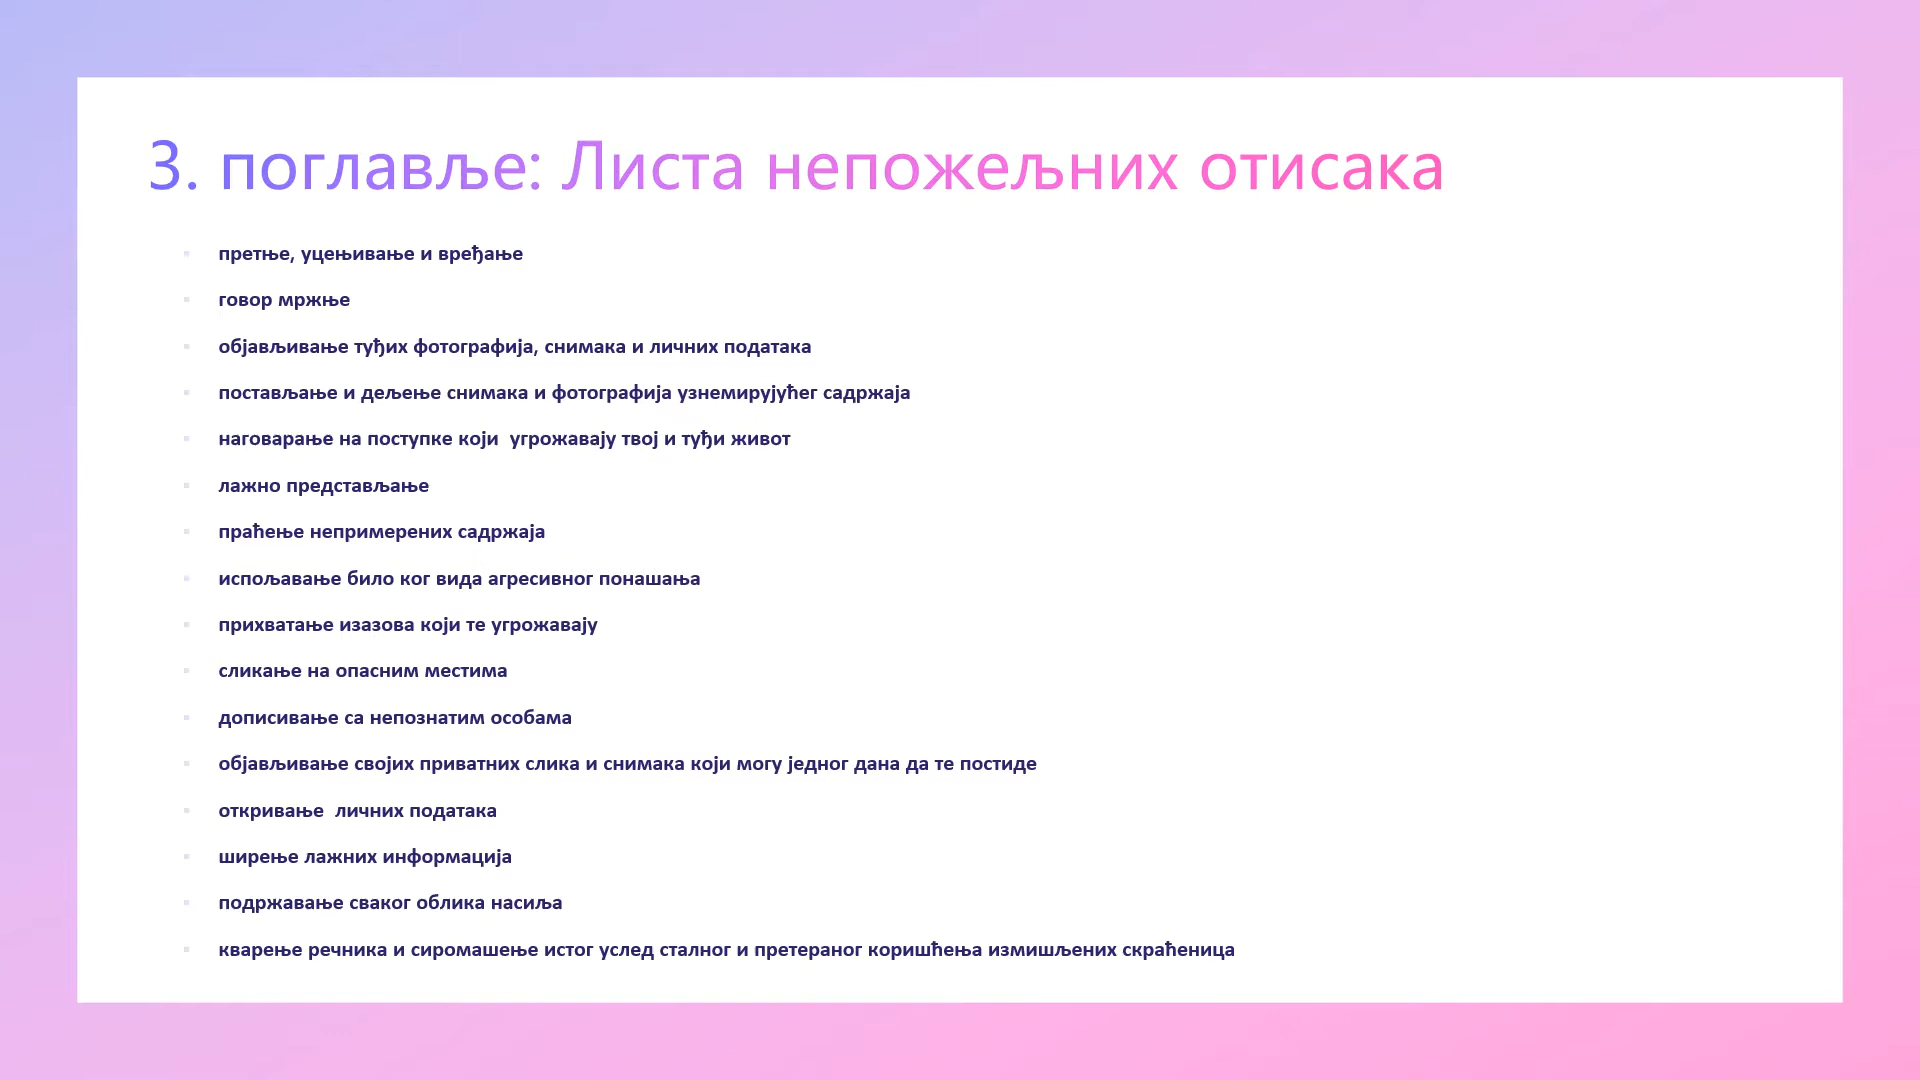 3. поглавље: Листа непожељних отисака
претње, уцењивање и вређање
говор мржње
објављивање туђих фотографија, снимака и личних података
постављање и дељење снимака и фотографија узнемирујућег садржаја
наговарање на поступке који  угрожавају твој и туђи живот
лажно представљање
праћење непримерених садржаја
испољавање било ког вида агресивног понашања
прихватање изазова који те угрожавају
сликање на опасним местима
дописивање са непознатим особама
објављивање својих приватних слика и снимака који могу једног дана да те постиде
откривање  личних података
ширење лажних информација
подржавање сваког облика насиља
кварење речника и сиромашење истог услед сталног и претераног коришћења измишљених скраћеница